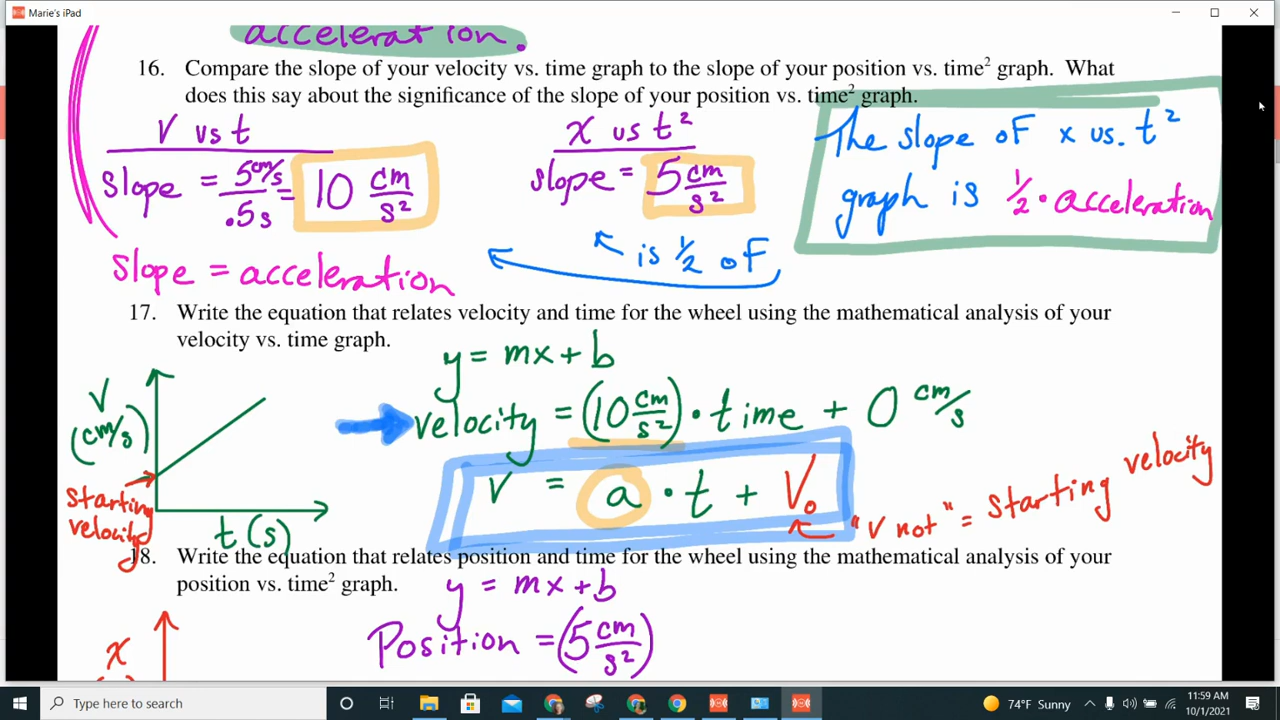 Marie's iPad
acceleration.
16. Compare the slope of your velocity vs. time graph to the slope of your position vs. time² graph. What
does this say about the significance of the slope of your position vs. time² graph.
V vs t
slope = 5cm/s / .5s = 10 cm/s²
slope = acceleration
x vs t²
slope = 5 cm/s²
is ½ of
The slope of x vs. t²
graph is ½ · acceleration
17. Write the equation that relates velocity and time for the wheel using the mathematical analysis of your
velocity vs. time graph.
y = mx + b
V
(cm/s)
velocity = (10 cm/s²) · time + 0 cm/s
v = a · t + V₀
starting
velocity
"v not" = starting velocity
t (s)
18. Write the equation that relates position and time for the wheel using the mathematical analysis of your
position vs. time² graph.
y = mx + b
x
Position = (5 cm/s²)
Type here to search
74°F Sunny
11:59 AM
10/1/2021